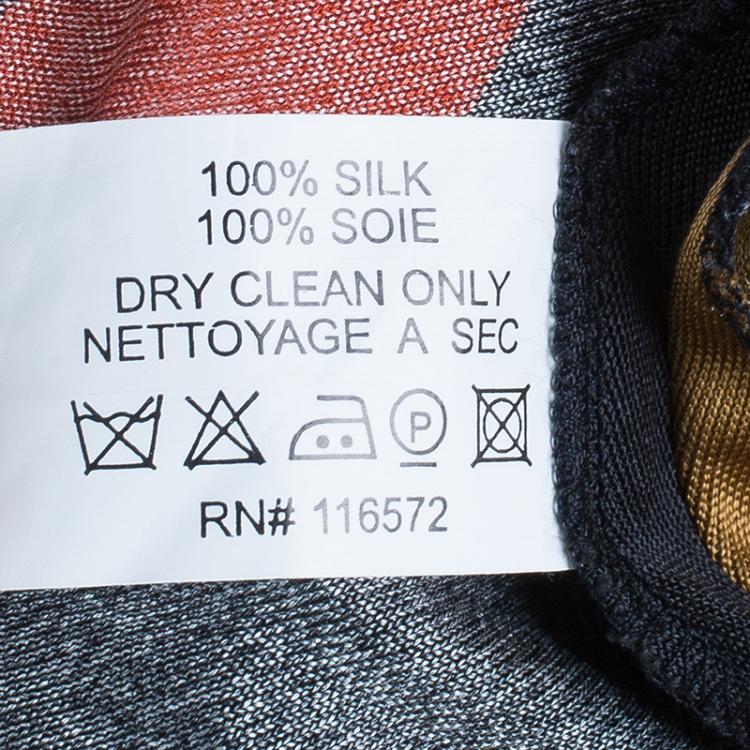 100% SILK
100% SOIE
DRY CLEAN ONLY
NETTOYAGE A SEC
P
RN# 116572